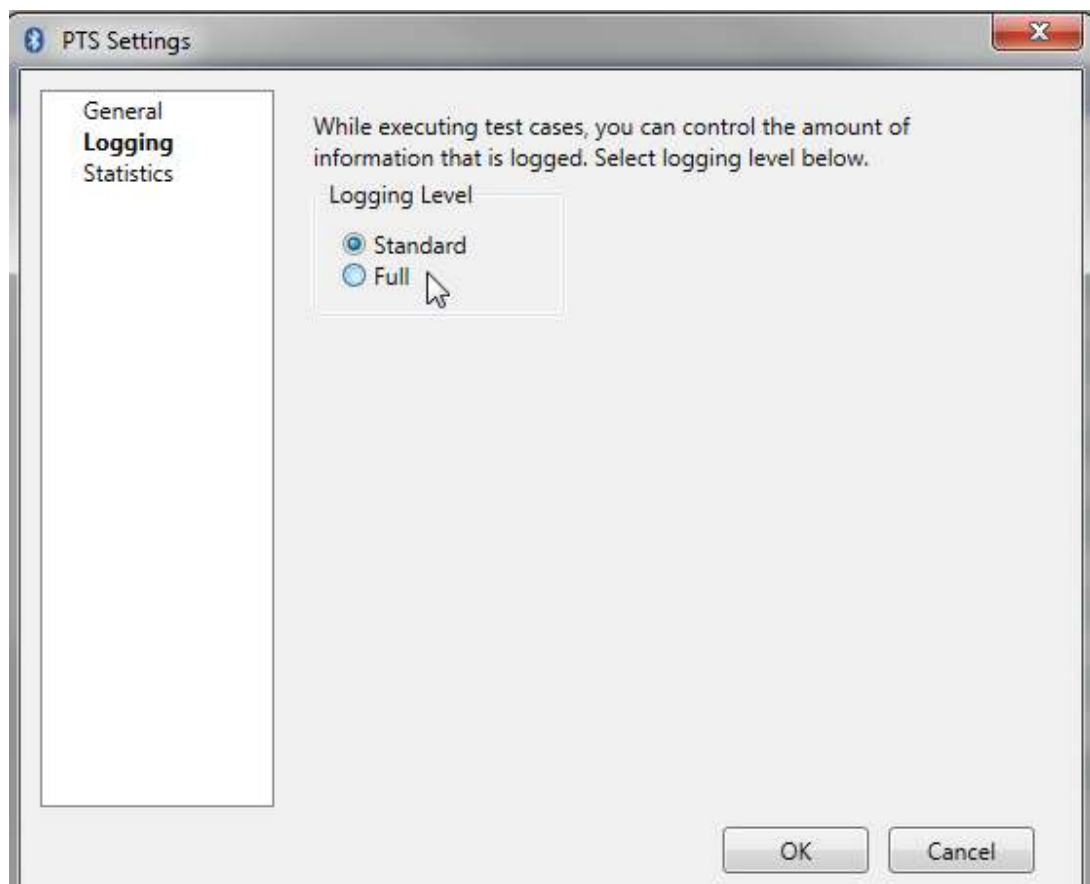 PTS Settings
General
Logging
Statistics
While executing test cases, you can control the amount of
information that is logged. Select logging level below.
Logging Level
Standard
Full
OK
Cancel